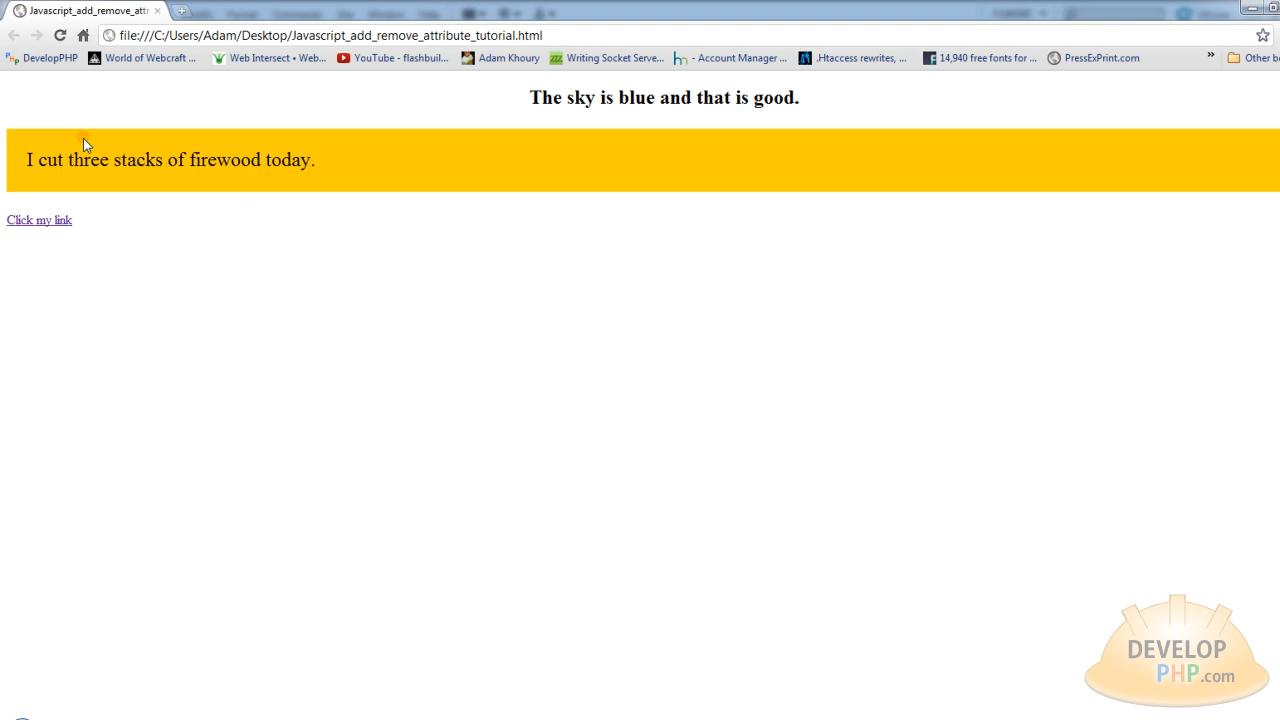 Javascript_add_remove_attr
file:///C:/Users/Adam/Desktop/Javascript_add_remove_attribute_tutorial.html
DevelopPHP World of Webcraft ... Web Intersect • Web... YouTube - flashbuil... Adam Khoury Writing Socket Serve... - Account Manager ... .Htaccess rewrites, ... 14,940 free fonts for ... PressExPrint.com » Other b
The sky is blue and that is good.
I cut three stacks of firewood today.
Click my link
DEVELOP
PHP.com